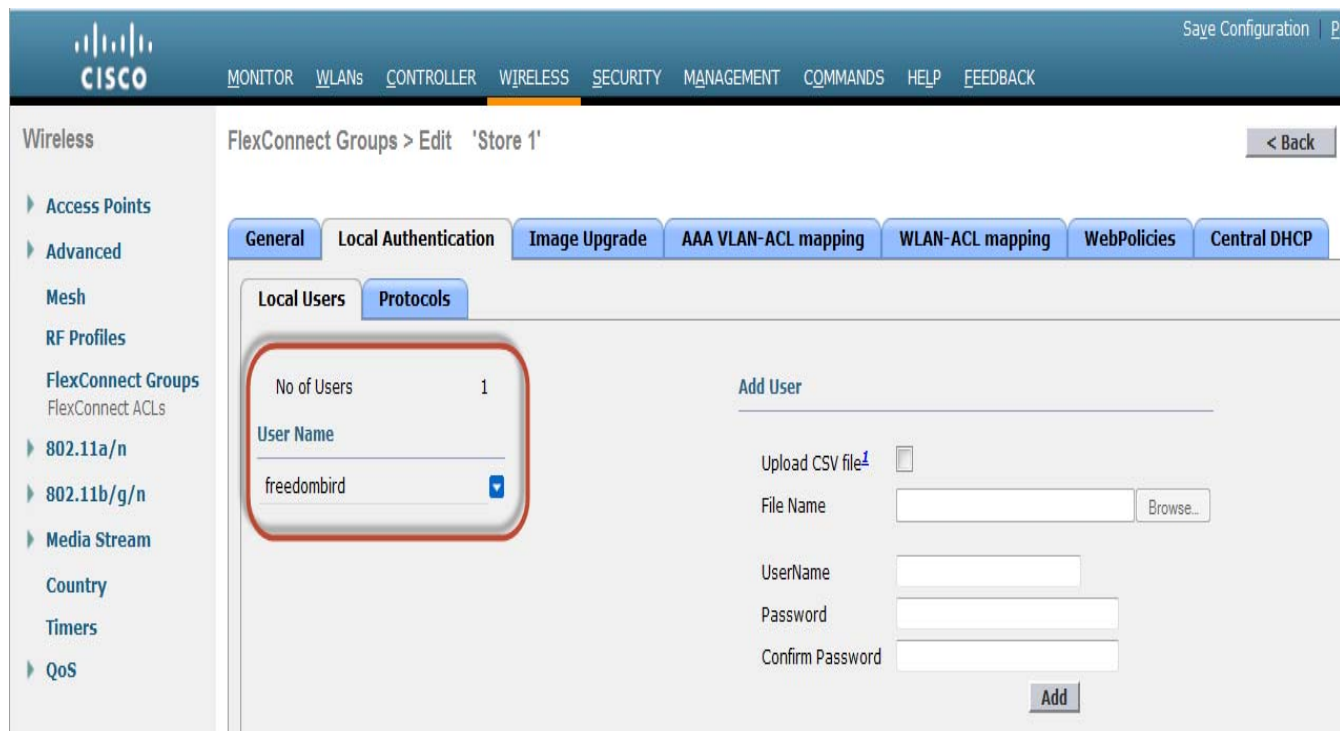 Save Configuration | P
CISCO
MONITOR WLANs CONTROLLER WIRELESS SECURITY MANAGEMENT COMMANDS HELP FEEDBACK
Wireless
Access Points
Advanced
Mesh
RF Profiles
FlexConnect Groups
FlexConnect ACLs
802.11a/n
802.11b/g/n
Media Stream
Country
Timers
QoS
FlexConnect Groups > Edit 'Store 1'
< Back
General Local Authentication Image Upgrade AAA VLAN-ACL mapping WLAN-ACL mapping WebPolicies Central DHCP
Local Users Protocols
No of Users 1
User Name
freedombird
Add User
Upload CSV file1
File Name Browse...
UserName
Password
Confirm Password
Add